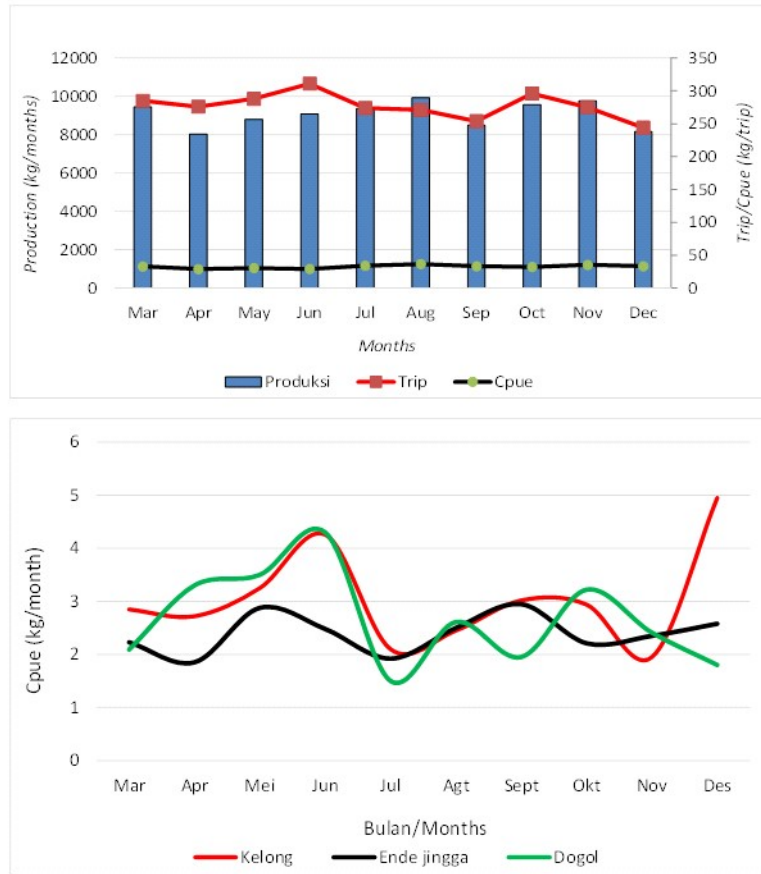 Production (kg/months)
12000
10000
8000
6000
4000
2000
0
350
300
250
200
150
100
50
0
Trip/Cpue (kg/trip)
Mar Apr May Jun Jul Aug Sep Oct Nov Dec
Months
Produksi Trip Cpue
Cpue (kg/month)
6
5
4
3
2
1
0
Mar Apr Mei Jun Jul Agt Sept Okt Nov Des
Bulan/Months
Kelong Ende jingga Dogol